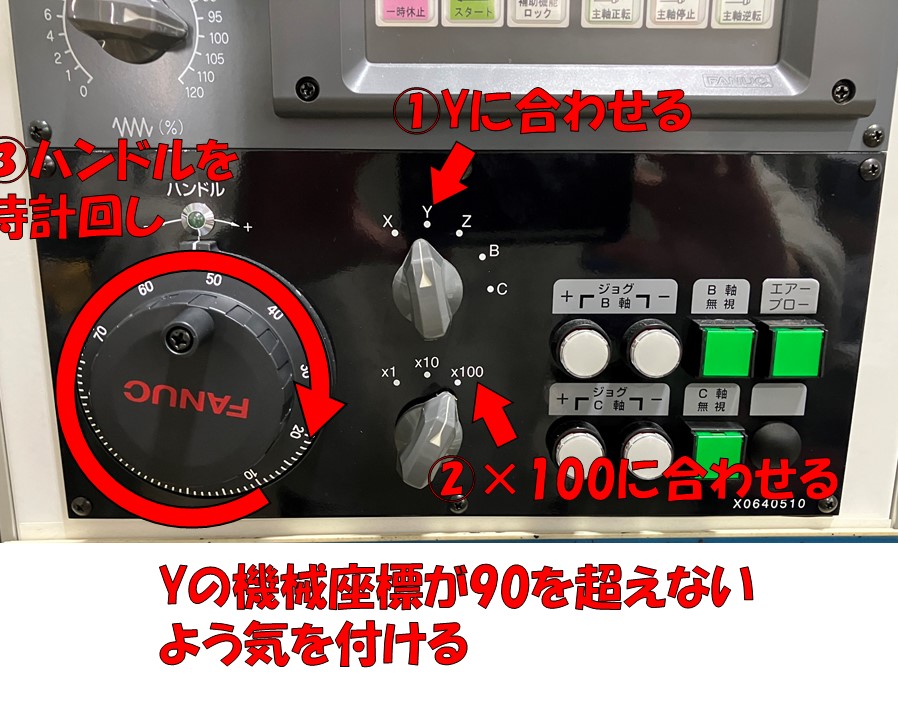 一時休止
スタート
補助機能
ロック
主軸正転
主軸停止
主軸逆転
6
4
2
1
0
95
100
105
110
120
(%)
FANUC
①Yに合わせる
③ハンドルを
時計回し
ハンドル
+
X
Y
Z
B
C
60
50
40
70
30
20
10
FANUC
x1
x10
x100
+ ジョグ －
B 軸
B 軸
無視
エアー
ブロー
+ ジョグ －
C 軸
C 軸
無視
②×100に合わせる
X0640510
Yの機械座標が90を超えない
よう気を付ける